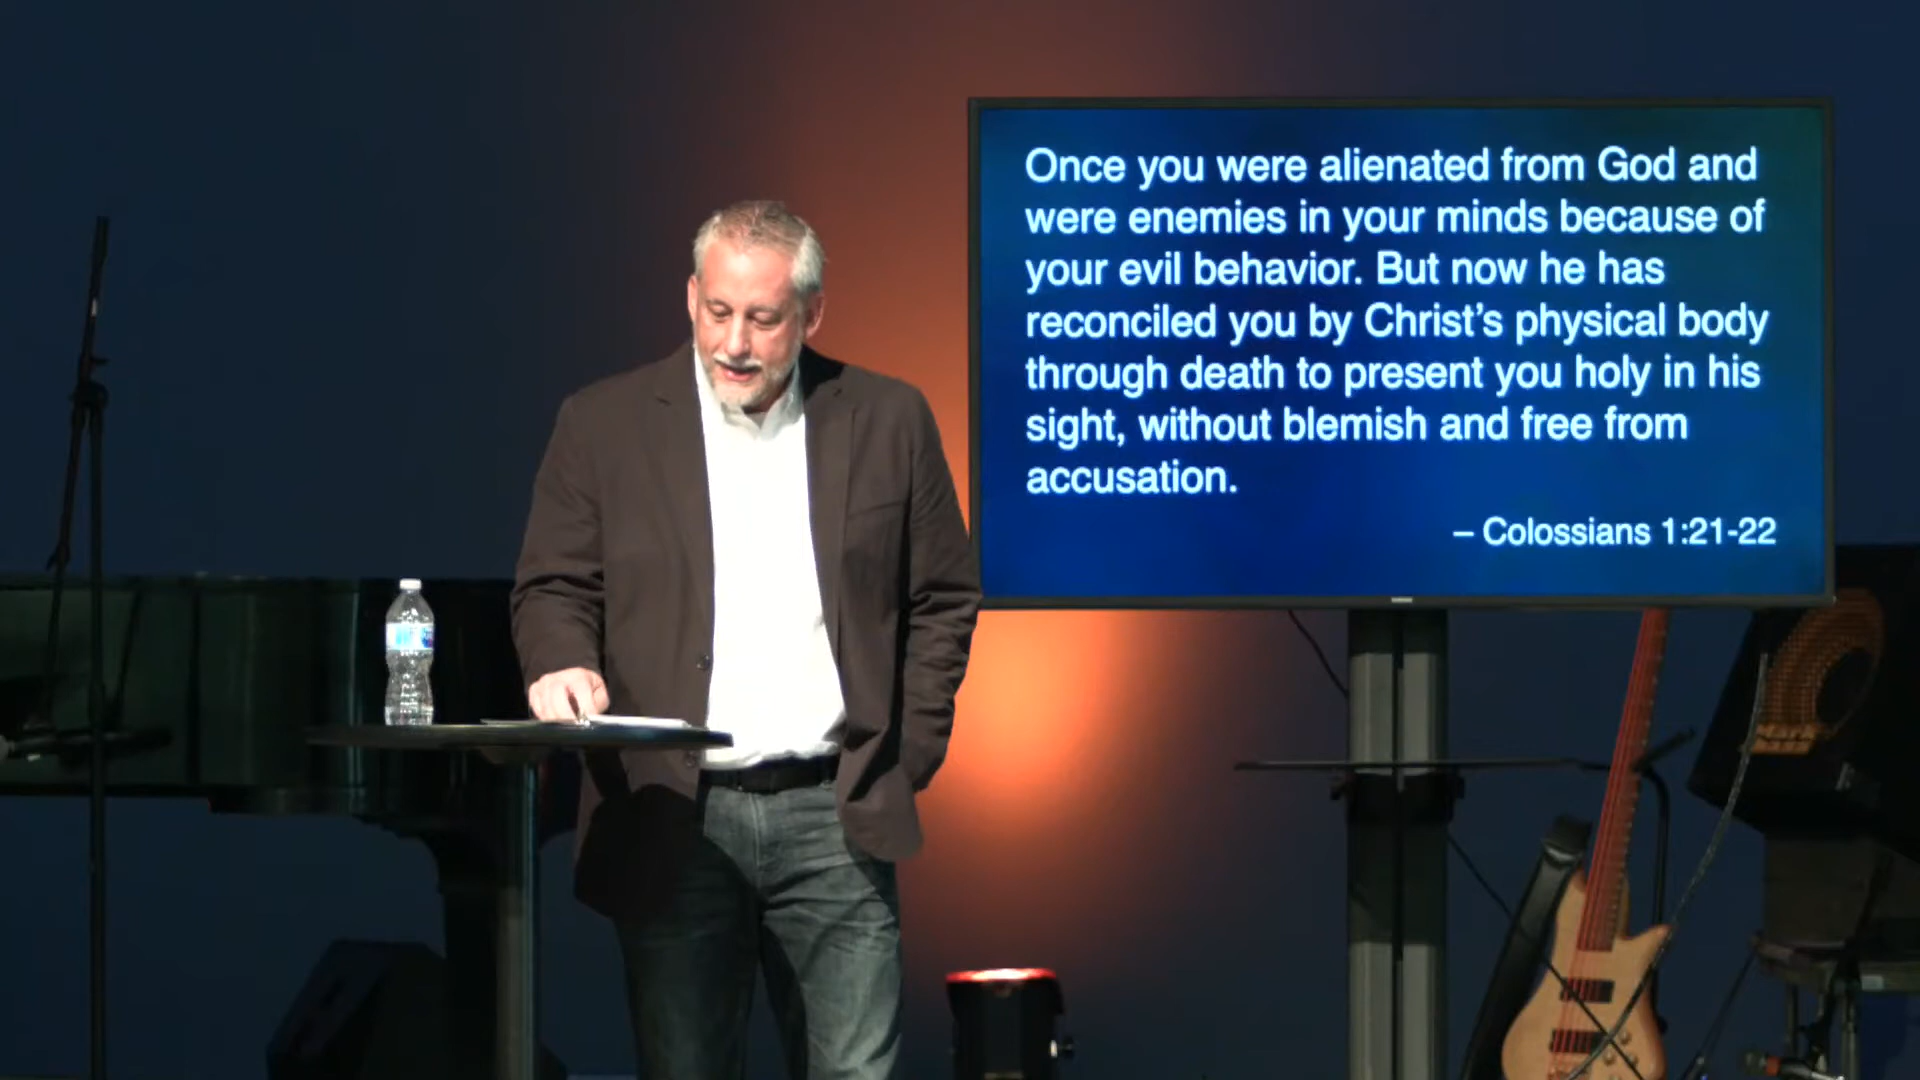 Once you were alienated from God and
were enemies in your minds because of
your evil behavior. But now he has
reconciled you by Christ's physical body
through death to present you holy in his
sight, without blemish and free from
accusation.
– Colossians 1:21-22